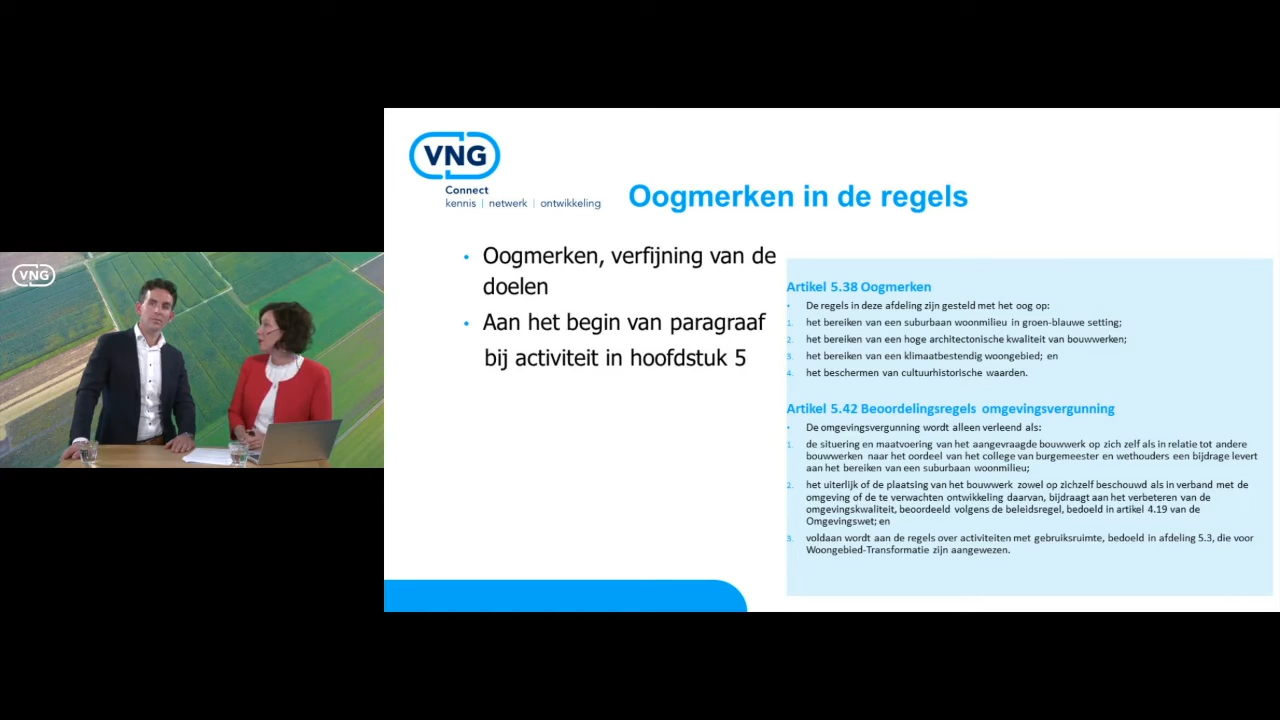 VNG
VNG
Connect
kennis | netwerk | ontwikkeling
Oogmerken in de regels
• Oogmerken, verfijning van de
doelen
• Aan het begin van paragraaf
bij activiteit in hoofdstuk 5
Artikel 5.38 Oogmerken
• De regels in deze afdeling zijn gesteld met het oog op:
1. het bereiken van een suburbaan woonmilieu in groen-blauwe setting;
2. het bereiken van een hoge architectonische kwaliteit van bouwwerken;
3. het bereiken van een klimaatbestendig woongebied; en
4. het beschermen van cultuurhistorische waarden.
Artikel 5.42 Beoordelingsregels omgevingsvergunning
• De omgevingsvergunning wordt alleen verleend als:
1. de situering en maatvoering van het aangevraagde bouwwerk op zich zelf als in relatie tot andere
bouwwerken naar het oordeel van het college van burgemeester en wethouders een bijdrage levert
aan het bereiken van een suburbaan woonmilieu;
2. het uiterlijk of de plaatsing van het bouwwerk zowel op zichzelf beschouwd als in verband met de
omgeving of de te verwachten ontwikkeling daarvan, bijdraagt aan het verbeteren van de
omgevingskwaliteit, beoordeeld volgens de beleidsregel, bedoeld in artikel 4.19 van de
Omgevingswet; en
3. voldaan wordt aan de regels over activiteiten met gebruiksruimte, bedoeld in afdeling 5.3, die voor
Woongebied-Transformatie zijn aangewezen.